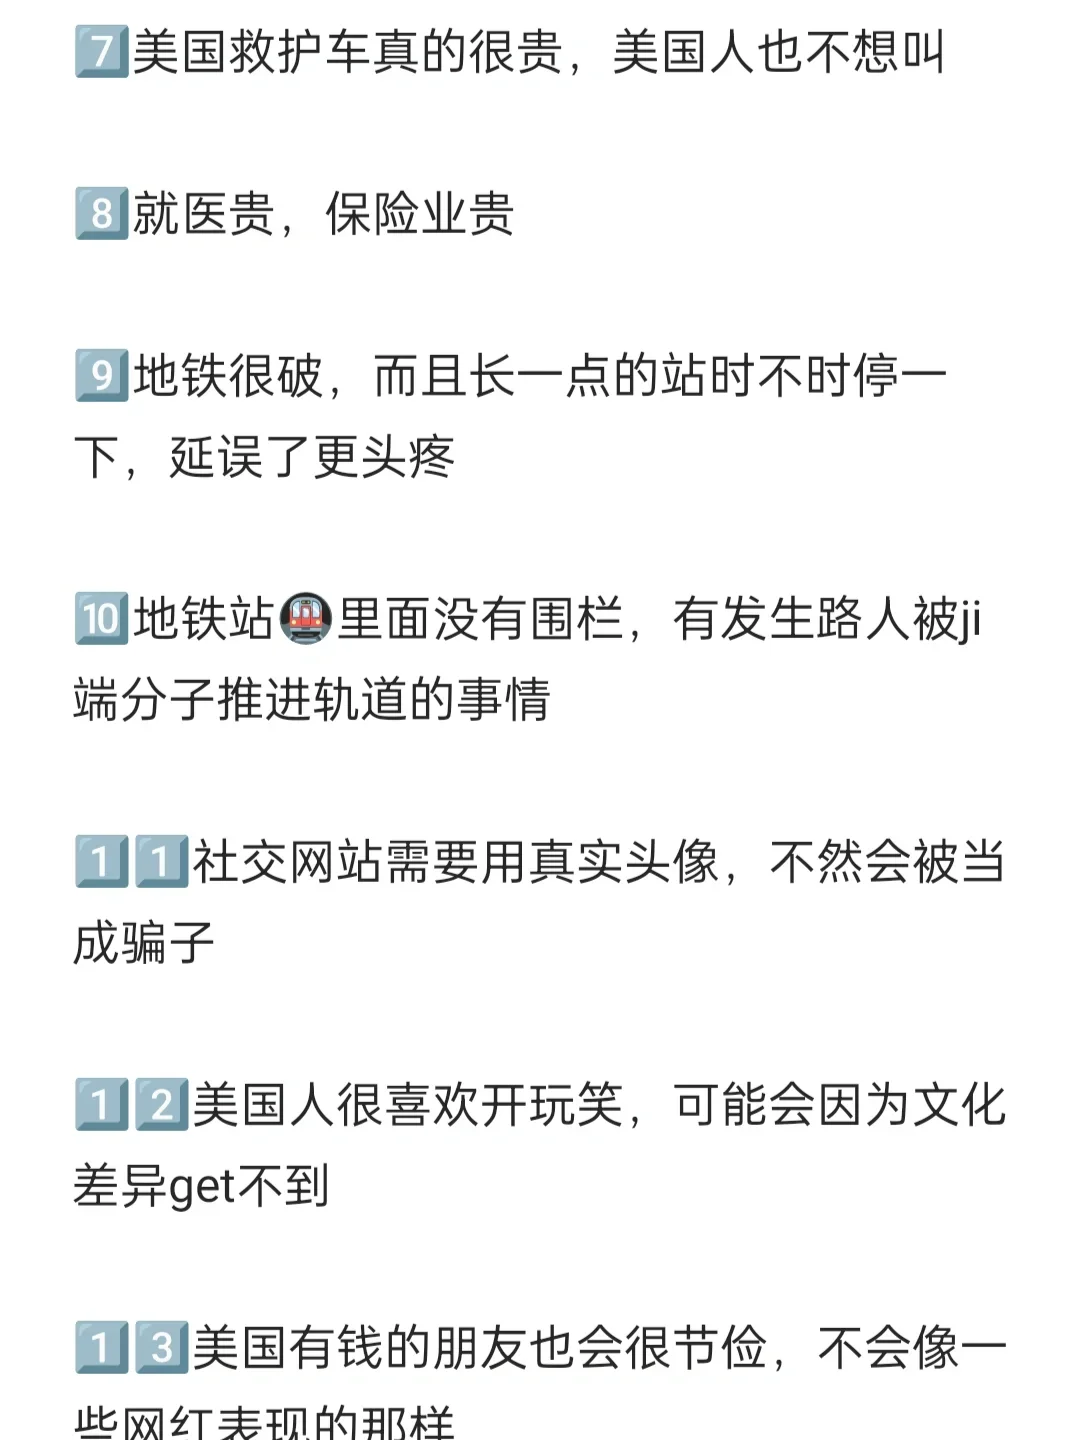 7️⃣美国救护车真的很贵，美国人也不想叫
8️⃣就医贵，保险业贵
9️⃣地铁很破，而且长一点的站时不时停一
下，延误了更头疼
🔟地铁站🚇里面没有围栏，有发生路人被ji
端分子推进轨道的事情
1️⃣1️⃣社交网站需要用真实头像，不然会被当
成骗子
1️⃣2️⃣美国人很喜欢开玩笑，可能会因为文化
差异get不到
1️⃣3️⃣美国有钱的朋友也会很节俭，不会像一
些网红表现的那样